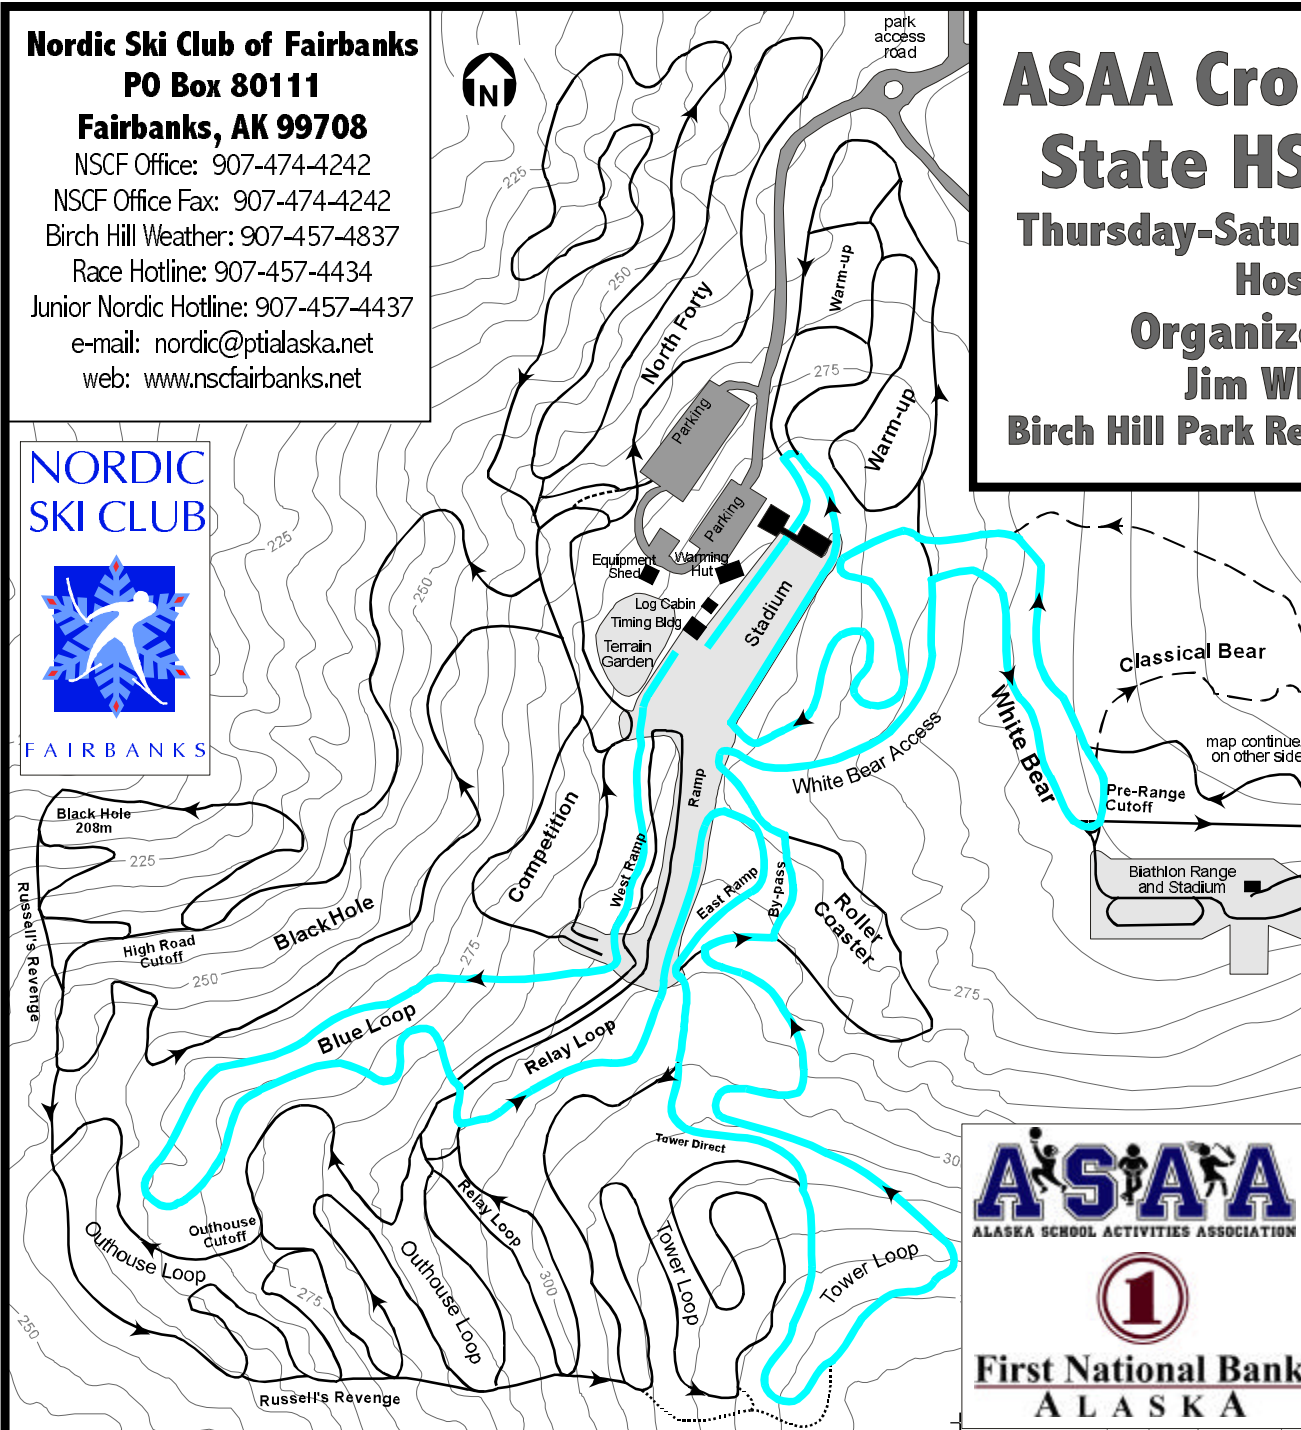 Nordic Ski Club of Fairbanks
PO Box 80111
Fairbanks, AK 99708
NSCF Office: 907-474-4242
NSCF Office Fax: 907-474-4242
Birch Hill Weather: 907-457-4837
Race Hotline: 907-457-4434
Junior Nordic Hotline: 907-457-4437
e-mail: nordic@ptialaska.net
web: www.nscfairbanks.net
N
park
access
road
ASAA Cro
State HS
Thursday-Satu
Hos
Organize
Jim Wh
Birch Hill Park Re
NORDIC
SKI CLUB
FAIRBANKS
225
250
North Forty
Warm-up
275
Warm-up
Parking
Parking
225
250
Equipment
Shed
Warming
Hut
Log Cabin
Timing Bldg
Terrain
Garden
Stadium
Classical Bear
White Bear
map continue
on other side
White Bear Access
Pre-Range
Cutoff
Ramp
Black Hole
208m
225
Competition
West Ramp
East Ramp
By-pass
Roller
Coaster
Biathlon Range
and Stadium
Russell's Revenge
Black Hole
High Road
Cutoff
250
275
275
Blue Loop
Relay Loop
Tower Direct
30
Outhouse
Cutoff
Outhouse Loop
Relay Loop
Outhouse Loop
Tower Loop
Tower Loop
275
300
250
Russell's Revenge
ASAA
ALASKA SCHOOL ACTIVITIES ASSOCIATION
1
First National Bank
ALASKA